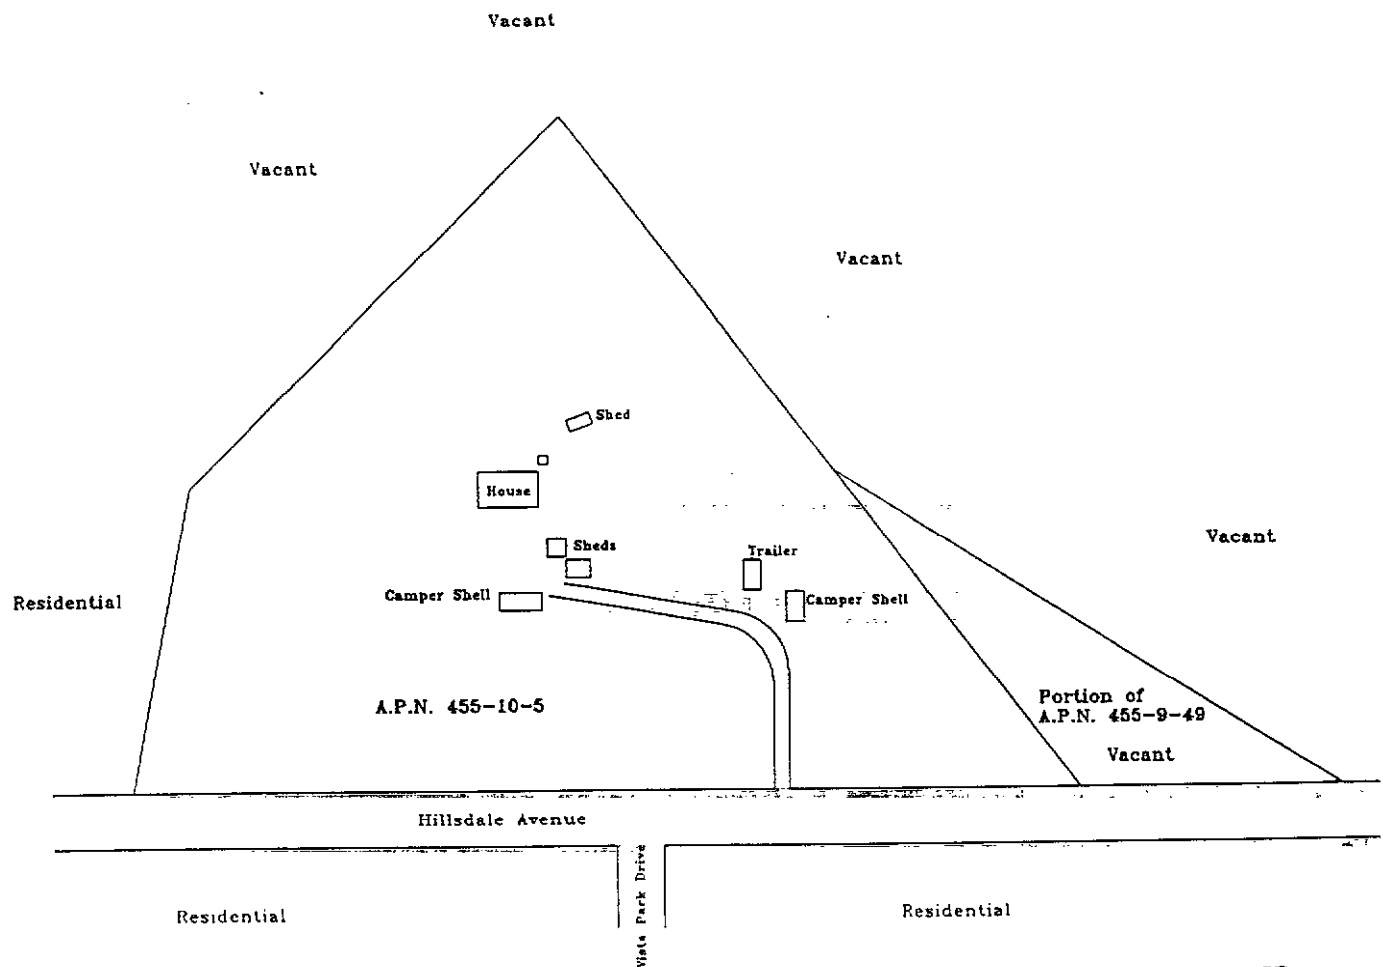 Vacant
Vacant
Vacant
Shed
House
Vacant
Sheds
Trailer
Residential
Camper Shell
Camper Shell
A.P.N. 455-10-5
Portion of
A.P.N. 455-9-49
Vacant
Hillsdale Avenue
Vista Park Drive
Residential
Residential